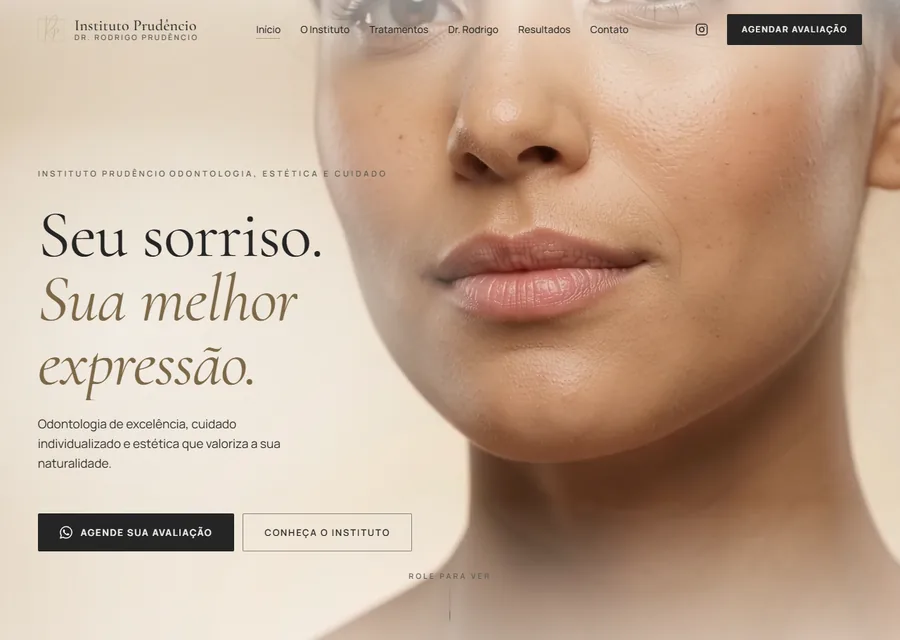 Instituto Prudêncio
DR. RODRIGO PRUDÊNCIO
Início
O Instituto
Tratamentos
Dr. Rodrigo
Resultados
Contato
AGENDAR AVALIAÇÃO
INSTITUTO PRUDÊNCIO ODONTOLOGIA, ESTÉTICA E CUIDADO
Seu sorriso.
Sua melhor
expressão.
Odontologia de excelência, cuidado
individualizado e estética que valoriza a sua
naturalidade.
AGENDE SUA AVALIAÇÃO
CONHEÇA O INSTITUTO
ROLE PARA VER